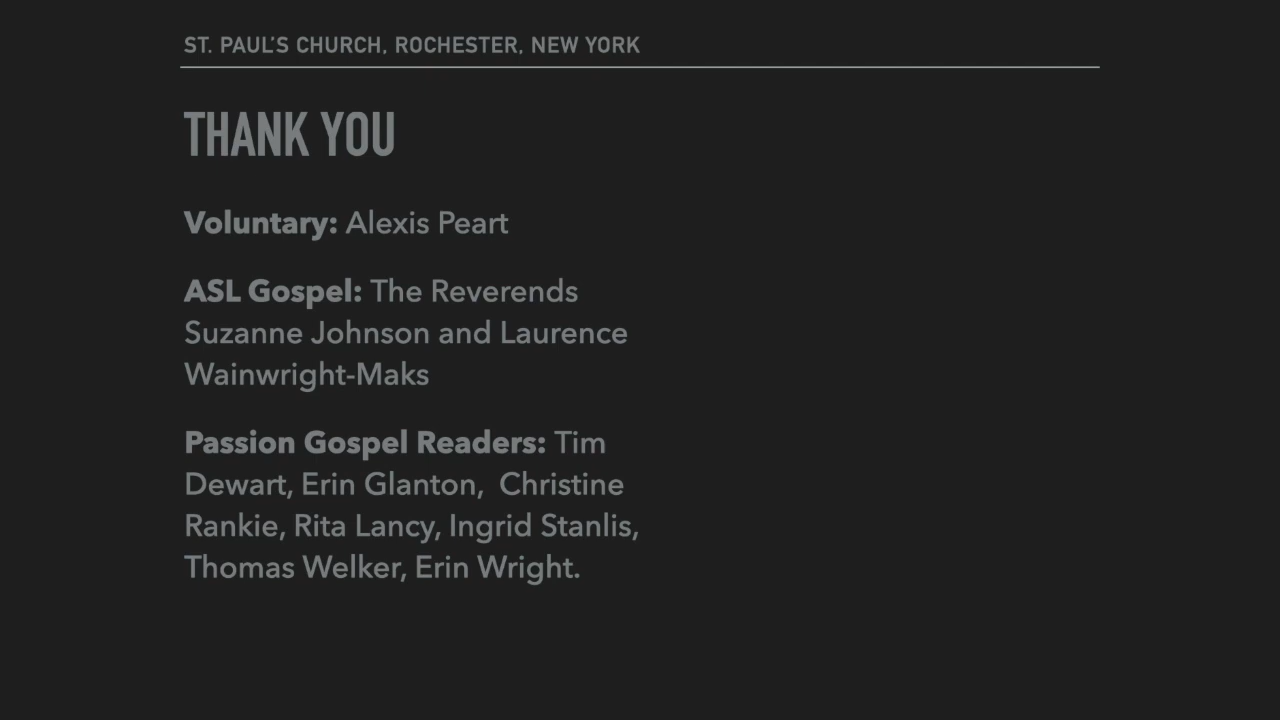 ST. PAUL'S CHURCH, ROCHESTER, NEW YORK
THANK YOU
Voluntary: Alexis Peart
ASL Gospel: The Reverends
Suzanne Johnson and Laurence
Wainwright-Maks
Passion Gospel Readers: Tim
Dewart, Erin Glanton,  Christine
Rankie, Rita Lancy, Ingrid Stanlis,
Thomas Welker, Erin Wright.